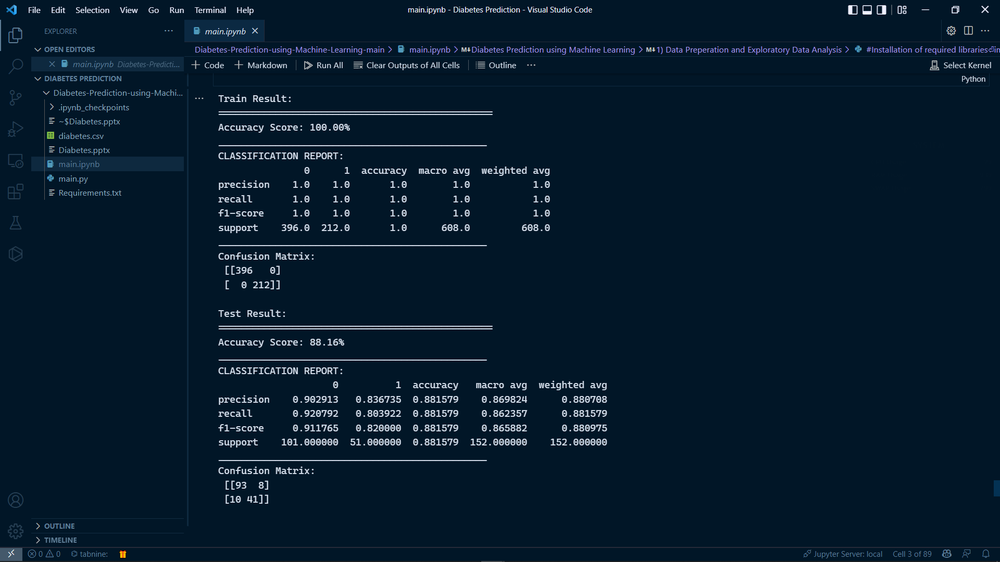 File Edit Selection View Go Run Terminal Help
main.ipynb - Diabetes Prediction - Visual Studio Code
EXPLORER
OPEN EDITORS
main.ipynb Diabetes-Predicti...
DIABETES PREDICTION
Diabetes-Prediction-using-Machi...
.ipynb_checkpoints
~$Diabetes.pptx
diabetes.csv
Diabetes.pptx
main.ipynb
main.py
Requirements.txt
OUTLINE
TIMELINE
main.ipynb
Diabetes-Prediction-using-Machine-Learning-main > main.ipynb > M↓Diabetes Prediction using Machine Learning > M↓1) Data Preperation and Exploratory Data Analysis > #Installation of required libraries⏎im
+ Code + Markdown Run All Clear Outputs of All Cells Outline ... Select Kernel
Python
Train Result:
================================================
Accuracy Score: 100.00%
_______________________________________________
CLASSIFICATION REPORT:
0 1 accuracy macro avg weighted avg
precision 1.0 1.0 1.0 1.0 1.0
recall 1.0 1.0 1.0 1.0 1.0
f1-score 1.0 1.0 1.0 1.0 1.0
support 396.0 212.0 1.0 608.0 608.0
_______________________________________________
Confusion Matrix:
[[396 0]
[ 0 212]]
Test Result:
================================================
Accuracy Score: 88.16%
_______________________________________________
CLASSIFICATION REPORT:
0 1 accuracy macro avg weighted avg
precision 0.902913 0.836735 0.881579 0.869824 0.880708
recall 0.920792 0.803922 0.881579 0.862357 0.881579
f1-score 0.911765 0.820000 0.881579 0.865882 0.880975
support 101.000000 51.000000 0.881579 152.000000 152.000000
_______________________________________________
Confusion Matrix:
[[93 8]
[10 41]]
0 0 tabnine:
Jupyter Server: local Cell 3 of 89